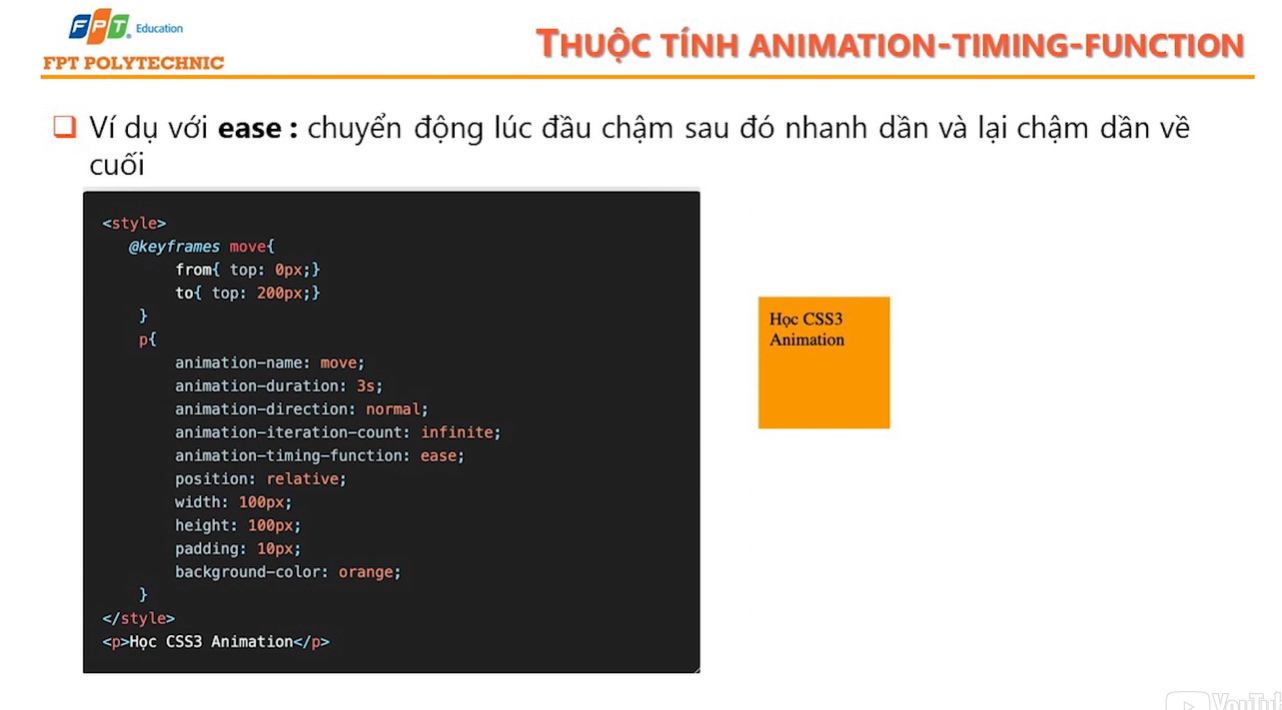 FPT Education
FPT POLYTECHNIC
THUỘC TÍNH ANIMATION-TIMING-FUNCTION
Ví dụ với ease : chuyển động lúc đầu chậm sau đó nhanh dần và lại chậm dần về
cuối
<style>
@keyframes move{
from{ top: 0px;}
to{ top: 200px;}
}
p{
animation-name: move;
animation-duration: 3s;
animation-direction: normal;
animation-iteration-count: infinite;
animation-timing-function: ease;
position: relative;
width: 100px;
height: 100px;
padding: 10px;
background-color: orange;
}
</style>
<p>Học CSS3 Animation</p>
Học CSS3
Animation